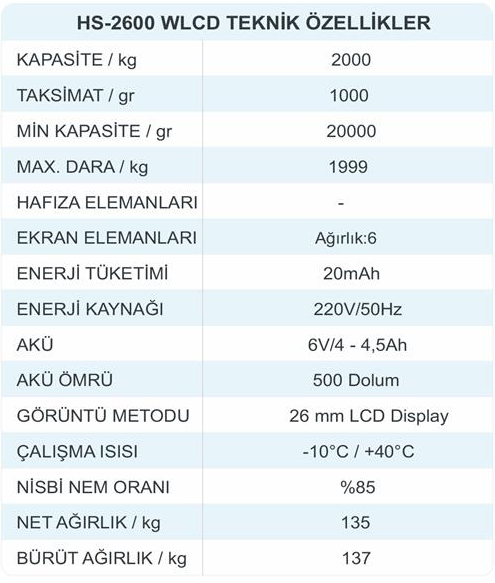 HS-2600 WLCD TEKNİK ÖZELLİKLER
KAPASİTE / kg 2000
TAKSİMAT / gr 1000
MİN KAPASİTE / gr 20000
MAX. DARA / kg 1999
HAFIZA ELEMANLARI -
EKRAN ELEMANLARI Ağırlık:6
ENERJİ TÜKETİMİ 20mAh
ENERJİ KAYNAĞI 220V/50Hz
AKÜ 6V/4 - 4,5Ah
AKÜ ÖMRÜ 500 Dolum
GÖRÜNTÜ METODU 26 mm LCD Display
ÇALIŞMA ISISI -10°C / +40°C
NİSBİ NEM ORANI %85
NET AĞIRLIK / kg 135
BÜRÜT AĞIRLIK / kg 137